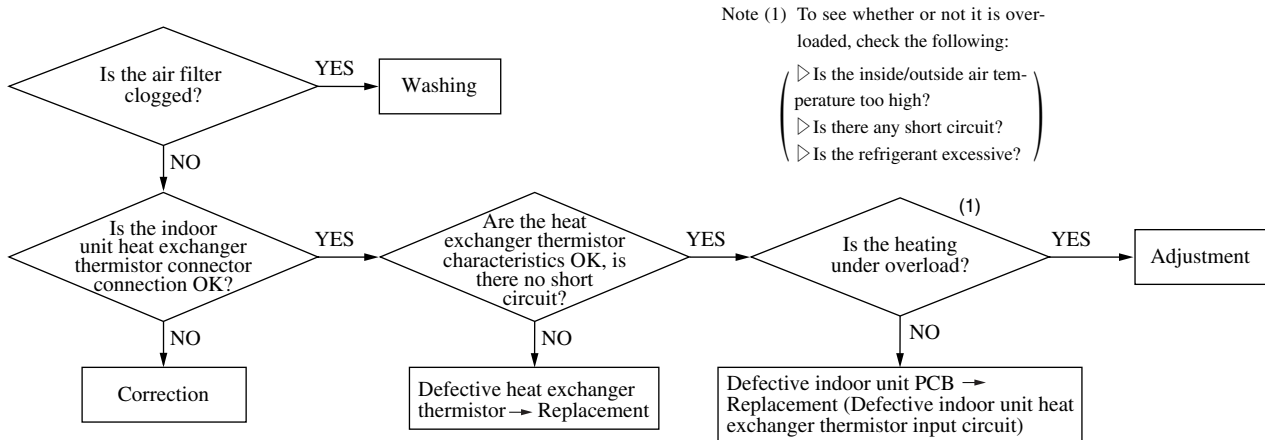 Note (1) To see whether or not it is over-
loaded, check the following:
▷Is the inside/outside air tem-
perature too high?
▷Is there any short circuit?
▷Is the refrigerant excessive?
Is the air filter
clogged?
YES
Washing
NO
Is the indoor
unit heat exchanger
thermistor connector
connection OK?
YES
Are the heat
exchanger thermistor
characteristics OK, is
there no short
circuit?
YES
(1)
Is the heating
under overload?
YES
Adjustment
NO
Correction
NO
Defective heat exchanger
thermistor → Replacement
NO
Defective indoor unit PCB →
Replacement (Defective indoor unit heat
exchanger thermistor input circuit)